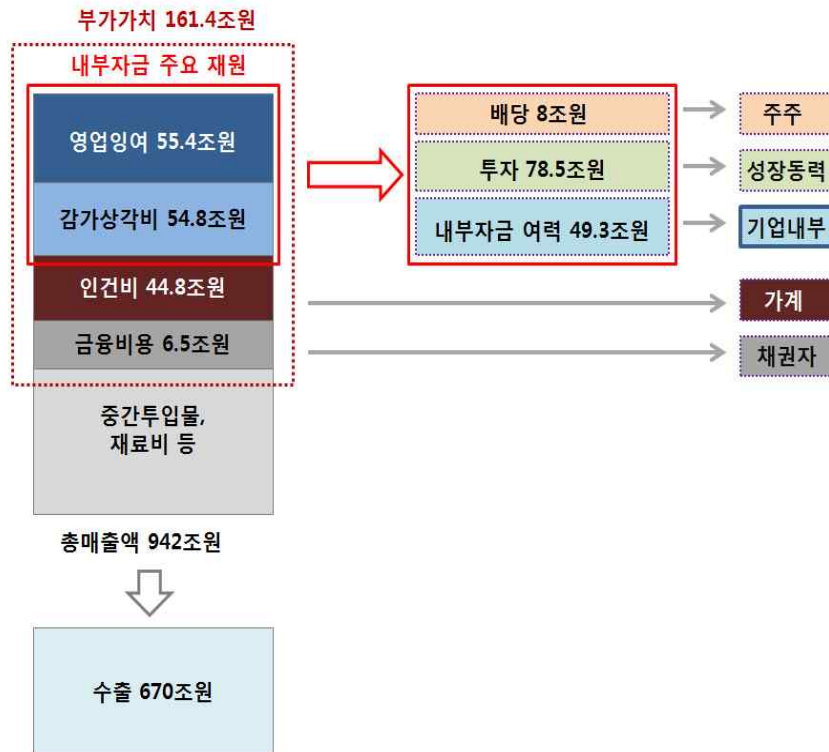 부가가치 161.4조원
내부자금 주요 재원
영업잉여 55.4조원
감가상각비 54.8조원
인건비 44.8조원
금융비용 6.5조원
중간투입물,
재료비 등
총매출액 942조원
수출 670조원
배당 8조원
투자 78.5조원
내부자금 여력 49.3조원
주주
성장동력
기업내부
가계
채권자